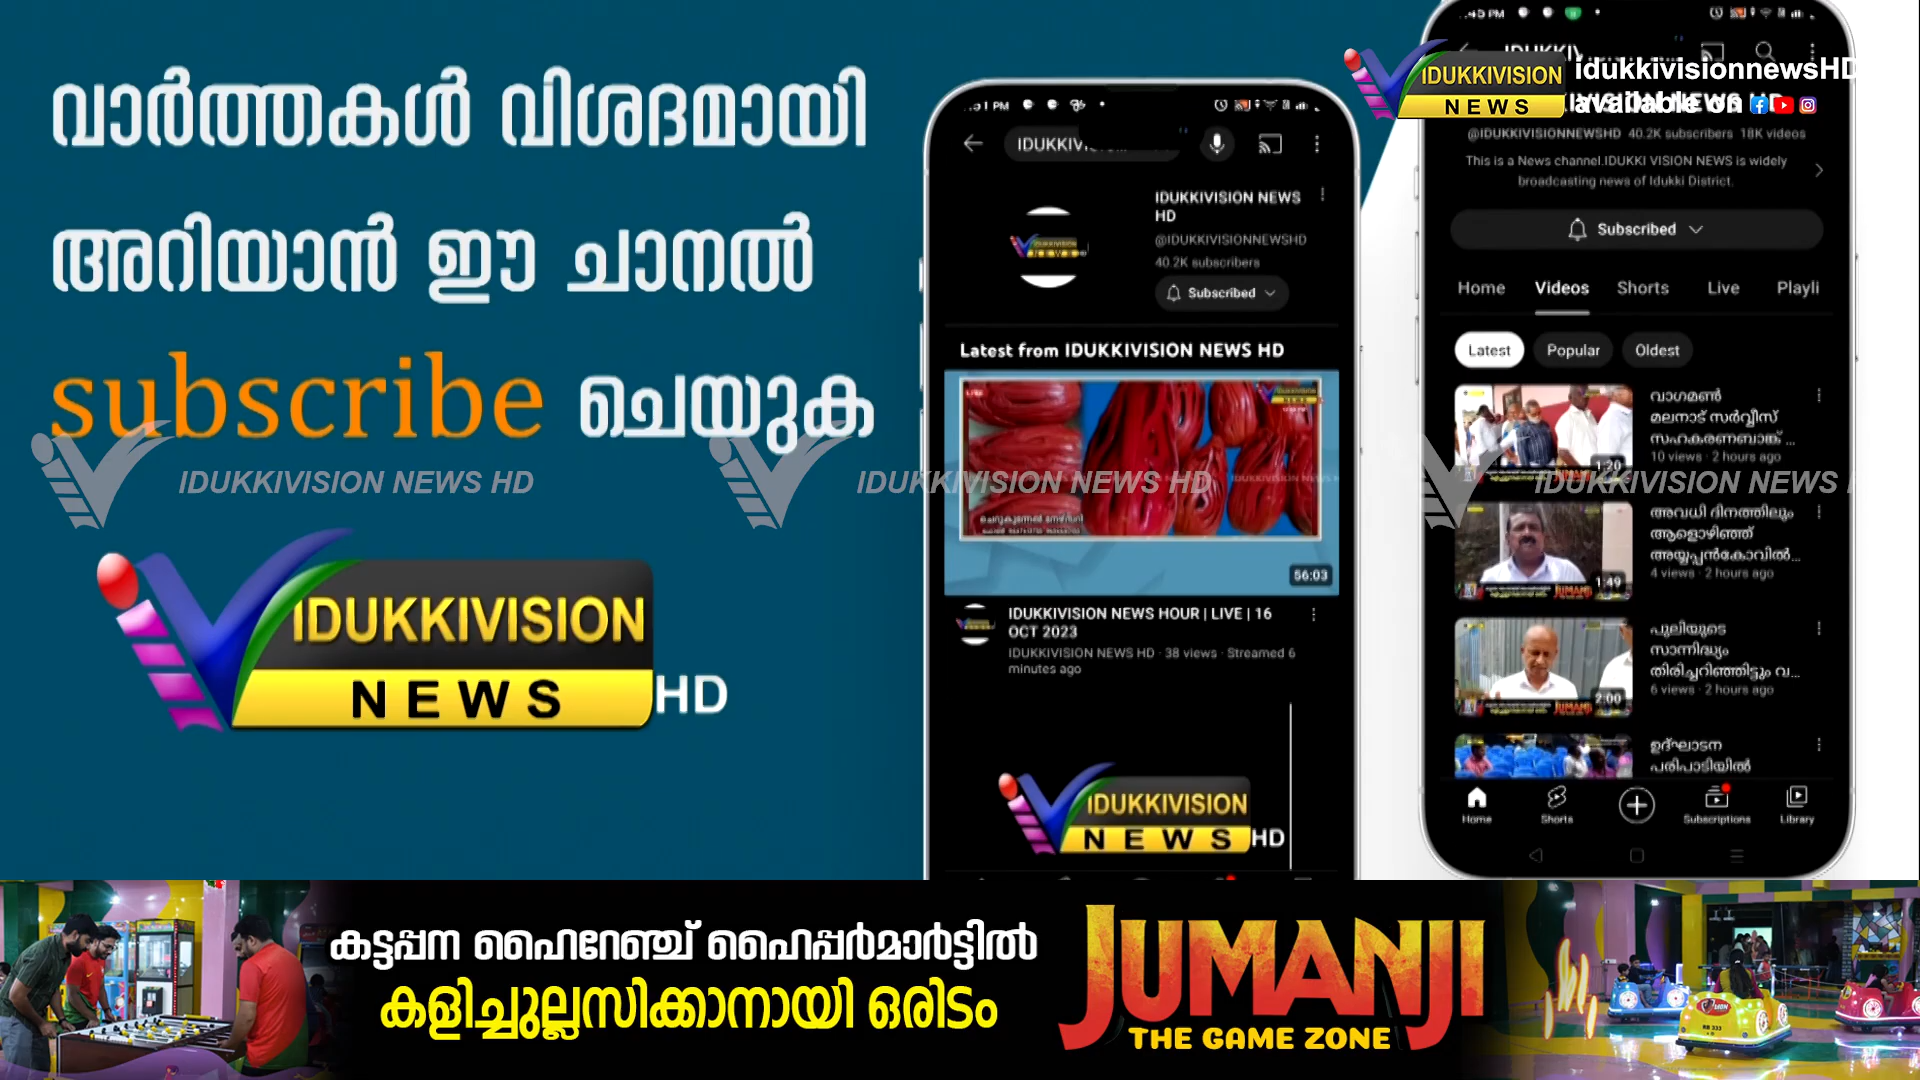 വാർത്തകൾ വിശദമായി
അറിയാൻ ഈ ചാനൽ
subscribe ചെയുക
IDUKKIVISION NEWS HD
IDUKKIVISION
NEWS HD
IDUKKIVISION NEWS
HD
@IDUKKIVISIONNEWSHD
40.2K subscribers
Subscribed
Latest from IDUKKIVISION NEWS HD
IDUKKIVISION NEWS HD
56:03
IDUKKIVISION NEWS HOUR | LIVE | 16
OCT 2023
IDUKKIVISION NEWS HD · 38 views · Streamed 6
minutes ago
IDUKKIVISION
NEWS HD
IDUKKIVISION
NEWS
idukkivisionnewsHD
available on
@IDUKKIVISIONNEWSHD 40.2K subscribers 18K videos
This is a News channel.IDUKKI VISION NEWS is widely
broadcasting news of Idukki District.
Subscribed
Home Videos Shorts Live Playli
Latest Popular Oldest
വാഗമൺ
മലനാട് സർവ്വീസ്
സഹകരണബാങ്ക് ...
10 views · 2 hours ago
1:20
IDUKKIVISION NEWS
അവധി ദിനത്തിലും
ആളൊഴിഞ്ഞ്
അയ്യപ്പൻകോവിൽ...
4 views · 2 hours ago
1:49
പുലിയുടെ
സാന്നിദ്ധ്യം
തിരിച്ചറിഞ്ഞിട്ടും വ...
6 views · 2 hours ago
2:00
ഉദ്ഘാടന
പരിപാടിയിൽ
Home Shorts Subscriptions Library
കട്ടപ്പന ഹൈറേഞ്ച് ഹൈപ്പർമാർട്ടിൽ
കളിച്ചുല്ലസിക്കാനായി ഒരിടം
JUMANJI
THE GAME ZONE